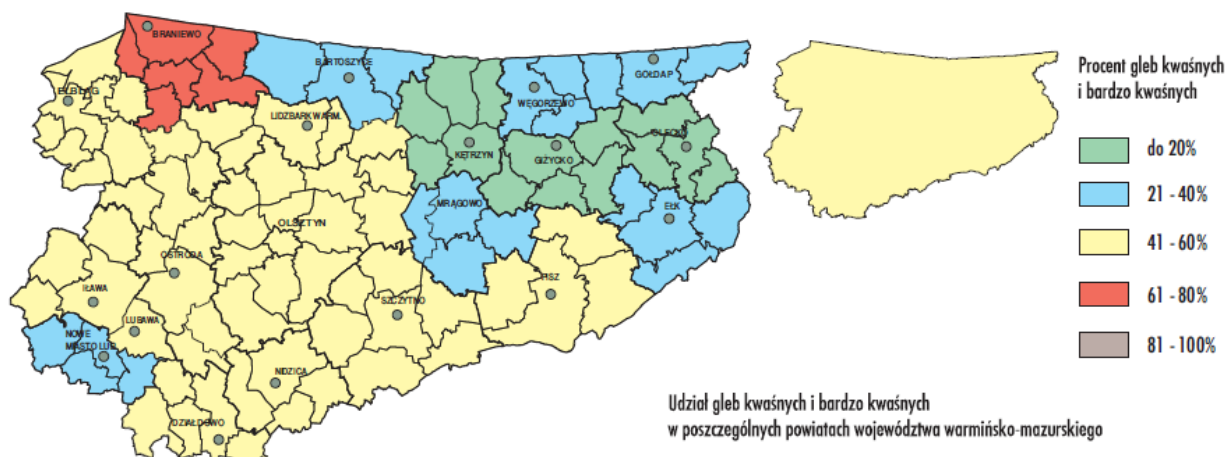 BRANIEWO
BARTOSZYCE
GOŁDAP
ELBLĄG
WĘGORZEWO
LIDZBARK WARM.
OLECKO
KĘTRZYN
GIŻYCKO
MRĄGOWO
EŁK
OLSZTYN
OSTRÓDA
PISZ
IŁAWA
SZCZYTNO
LUBAWA
NOWE
MIASTO LUB.
NIDZICA
DZIAŁDOWO
Procent gleb kwaśnych
i bardzo kwaśnych
do 20%
21 - 40%
41 - 60%
61 - 80%
81 - 100%
Udział gleb kwaśnych i bardzo kwaśnych
w poszczególnych powiatach województwa warmińsko-mazurskiego